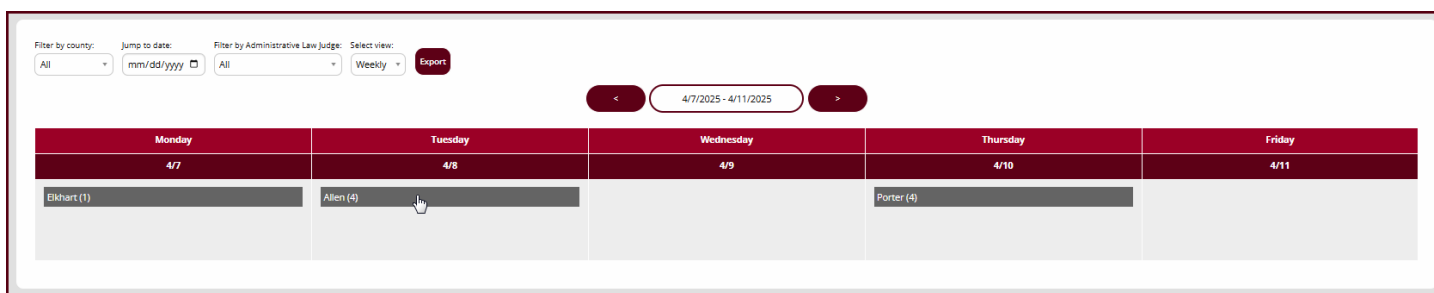 Filter by county: Jump to date: Filter by Administrative Law Judge: Select view:
All mm/dd/yyyy All Weekly Export
< 4/7/2025 - 4/11/2025 >
Monday Tuesday Wednesday Thursday Friday
4/7 4/8 4/9 4/10 4/11
Elkhart (1) Allen (4) Porter (4)